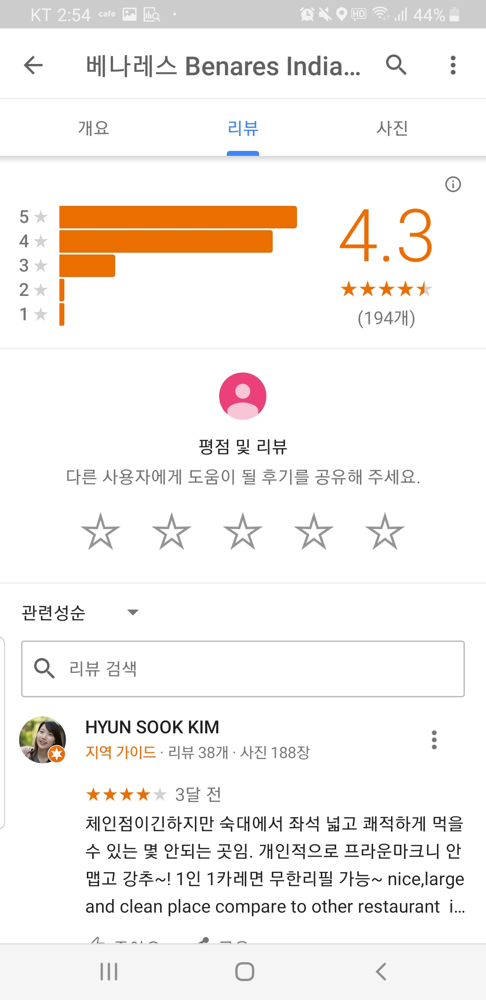 KT 2:54 cafe HD 44%
베나레스 Benares India...
개요 리뷰 사진
5
4
3
2
1
4.3
(194개)
평점 및 리뷰
다른 사용자에게 도움이 될 후기를 공유해 주세요.
관련성순
리뷰 검색
HYUN SOOK KIM
지역 가이드 · 리뷰 38개 · 사진 188장
3달 전
체인점이긴하지만 숙대에서 좌석 넓고 쾌적하게 먹을
수 있는 몇 안되는 곳임. 개인적으로 프라운마크니 안
맵고 강추~! 1인 1카레면 무한리필 가능~ nice,large
and clean place compare to other restaurant i...